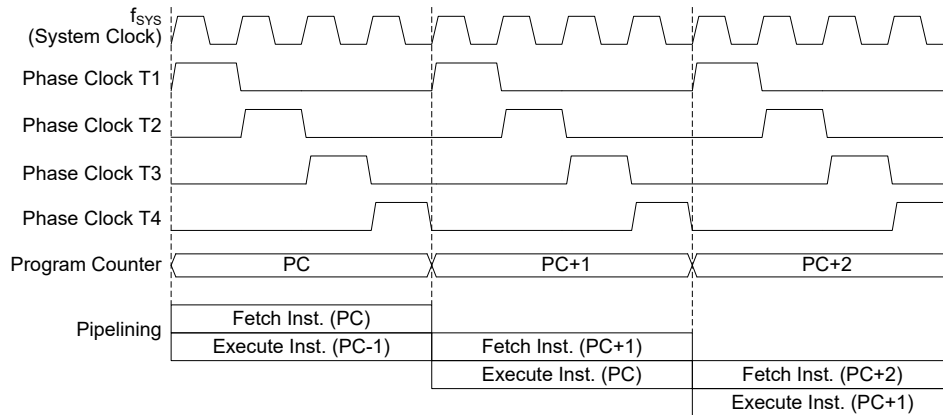 fSYS
(System Clock)
Phase Clock T1
Phase Clock T2
Phase Clock T3
Phase Clock T4
Program Counter PC PC+1 PC+2
Pipelining
Fetch Inst. (PC)
Execute Inst. (PC-1) Fetch Inst. (PC+1)
Execute Inst. (PC) Fetch Inst. (PC+2)
Execute Inst. (PC+1)